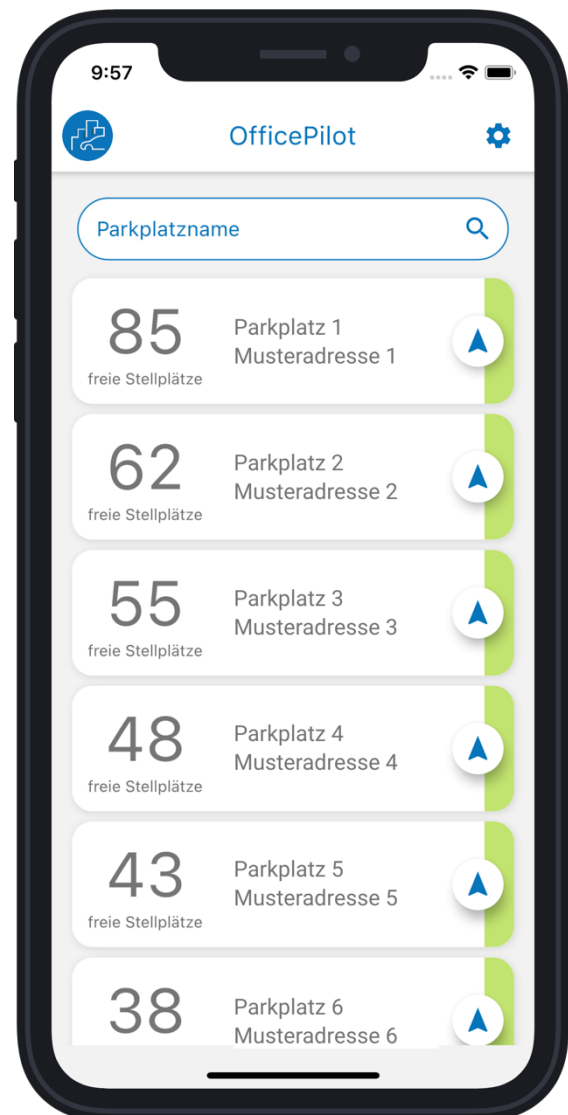 9:57
OfficePilot
Parkplatzname
85
freie Stellplätze
Parkplatz 1
Musteradresse 1
62
freie Stellplätze
Parkplatz 2
Musteradresse 2
55
freie Stellplätze
Parkplatz 3
Musteradresse 3
48
freie Stellplätze
Parkplatz 4
Musteradresse 4
43
freie Stellplätze
Parkplatz 5
Musteradresse 5
38
Parkplatz 6
Musteradresse 6